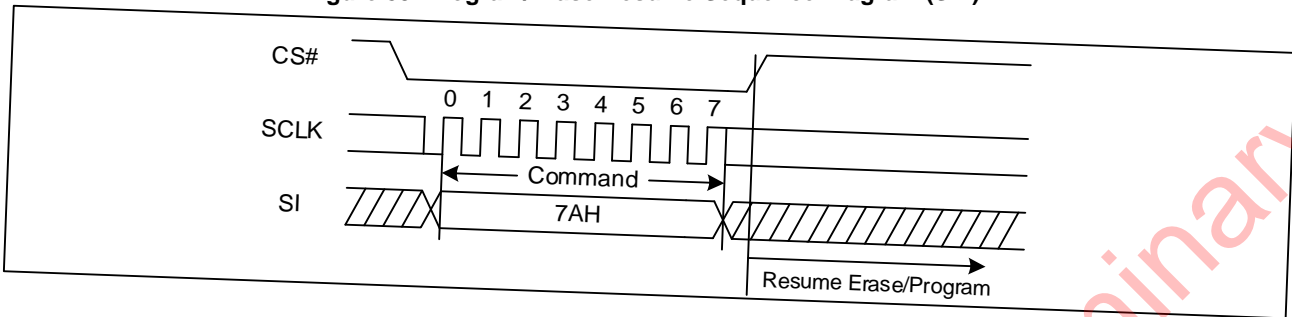 CS#
0 1 2 3 4 5 6 7
SCLK
Command
SI
7AH
Resume Erase/Program